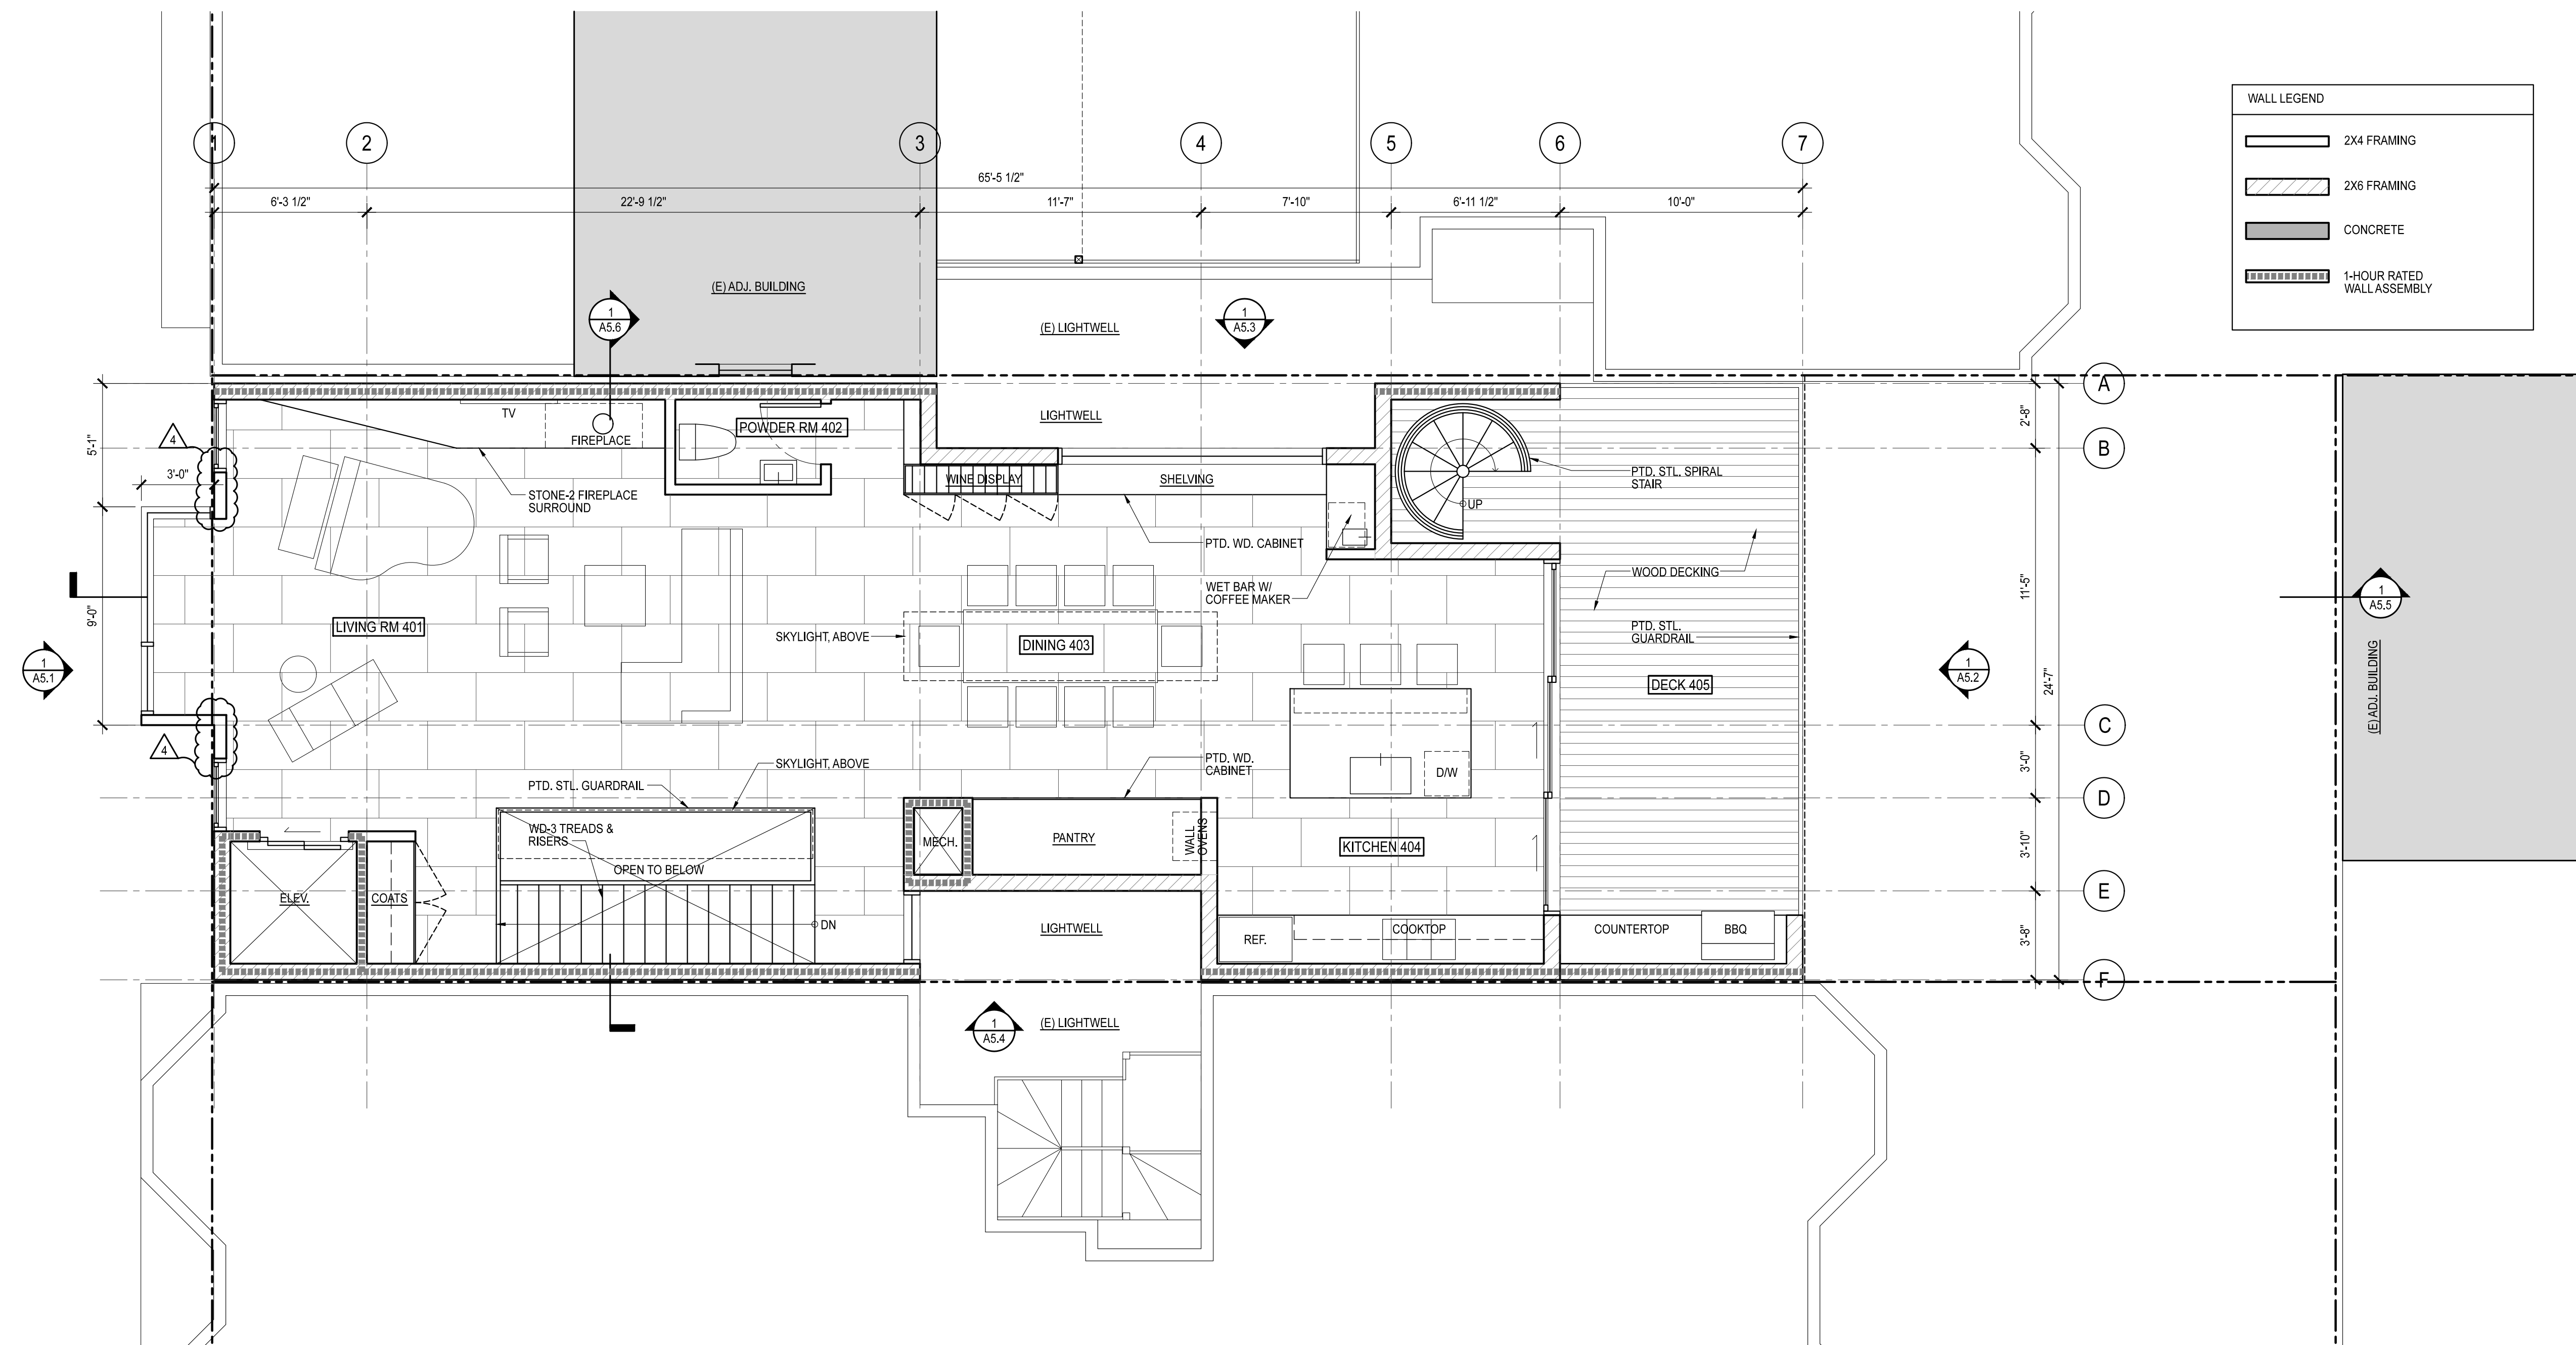 WALL LEGEND
2X4 FRAMING
2X6 FRAMING
CONCRETE
1-HOUR RATED
WALL ASSEMBLY
1
2
3
4
5
6
7
65'-5 1/2"
6'-3 1/2"
22'-9 1/2"
11'-7"
7'-10"
6'-11 1/2"
10'-0"
(E) ADJ. BUILDING
1
A5.6
(E) LIGHTWELL
1
A5.3
A
B
C
D
E
F
2'-8"
11'-5"
3'-0"
3'-10"
3'-8"
24'-7"
5'-1"
3'-0"
9'-0"
4
4
TV
FIREPLACE
POWDER RM 402
LIGHTWELL
STONE-2 FIREPLACE
SURROUND
WINE DISPLAY
SHELVING
PTD. STL. SPIRAL
STAIR
UP
PTD. WD. CABINET
WET BAR W/
COFFEE MAKER
WOOD DECKING
LIVING RM 401
SKYLIGHT, ABOVE
DINING 403
PTD. STL.
GUARDRAIL
DECK 405
1
A5.1
1
A5.2
1
A5.5
(E) ADJ. BUILDING
SKYLIGHT, ABOVE
PTD. STL. GUARDRAIL
PTD. WD.
CABINET
D/W
WD-3 TREADS &
RISERS
OPEN TO BELOW
MECH.
PANTRY
WALL
OVENS
KITCHEN 404
ELEV.
COATS
DN
LIGHTWELL
REF.
COOKTOP
COUNTERTOP
BBQ
1
A5.4
(E) LIGHTWELL